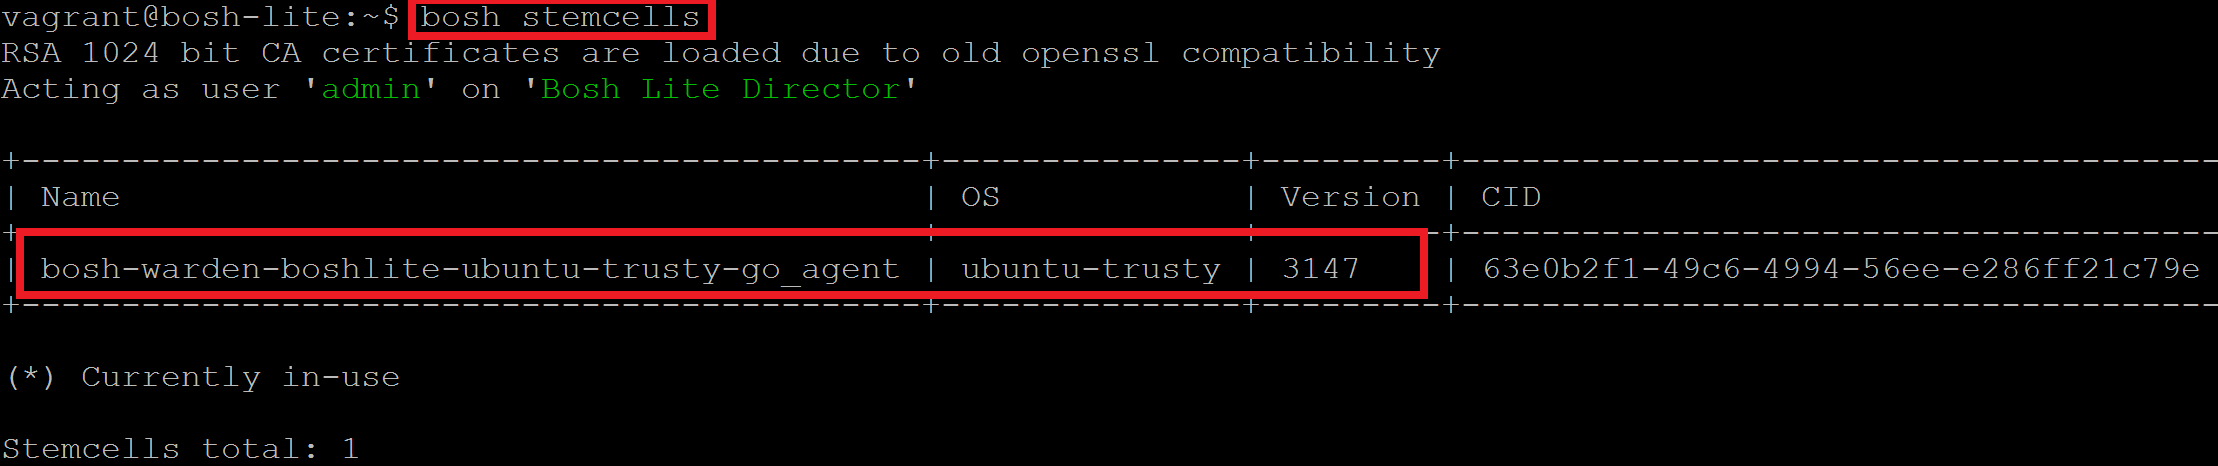 vagrant@bosh-lite:~$ bosh stemcells
RSA 1024 bit CA certificates are loaded due to old openssl compatibility
Acting as user 'admin' on 'Bosh Lite Director'
+---------------------------------------------+---------------+---------+--------------------------------------
| Name | OS | Version | CID
+---------------------------------------------+---------------+---------+--------------------------------------
| bosh-warden-boshlite-ubuntu-trusty-go_agent | ubuntu-trusty | 3147 | 63e0b2f1-49c6-4994-56ee-e286ff21c79e
+---------------------------------------------+---------------+---------+--------------------------------------
(*) Currently in-use
Stemcells total: 1